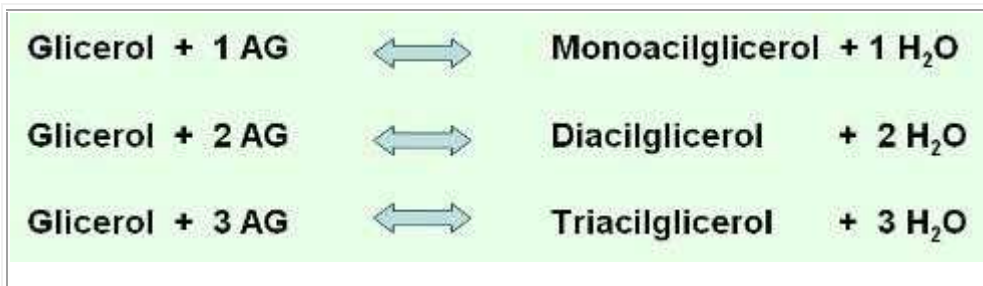 Glicerol + 1 AG Monoacilglicerol + 1 H₂O
Glicerol + 2 AG Diacilglicerol + 2 H₂O
Glicerol + 3 AG Triacilglicerol + 3 H₂O